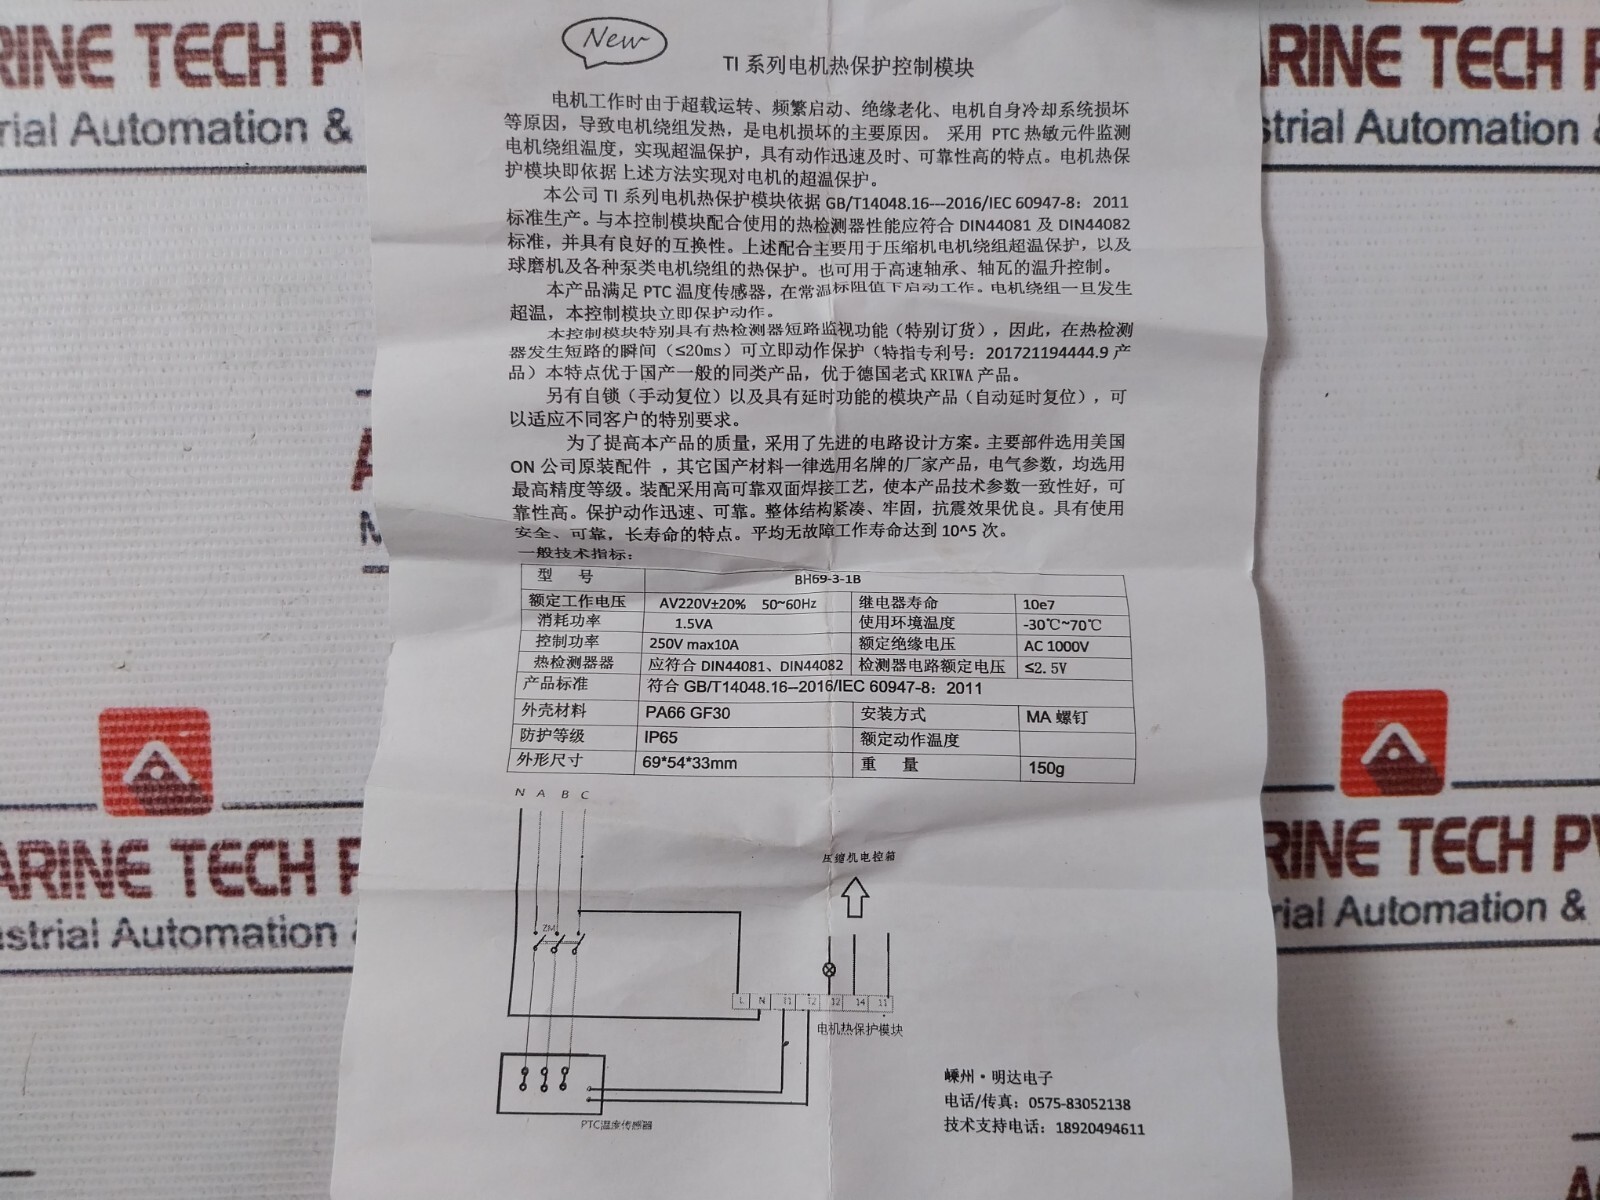 New
TI 系列电机热保护控制模块
电机工作时由于超载运转、频繁启动、绝缘老化、电机自身冷却系统损坏
等原因，导致电机绕组发热，是电机损坏的主要原因。 采用 PTC 热敏元件监测
电机绕组温度，实现超温保护，具有动作迅速及时、可靠性高的特点。电机热保
护模块即依据上述方法实现对电机的超温保护。
本公司 TI 系列电机热保护模块依据 GB/T14048.16---2016/IEC 60947-8：2011
标准生产。与本控制模块配合使用的热检测器性能应符合 DIN44081 及 DIN44082
标准，并具有良好的互换性。上述配合主要用于压缩机电机绕组超温保护，以及
球磨机及各种泵类电机绕组的热保护。也可用于高速轴承、轴瓦的温升控制。
本产品满足 PTC 温度传感器，在常温标阻值下启动工作。电机绕组一旦发生
超温，本控制模块立即保护动作。
本控制模块特别具有热检测器短路监视功能（特别订货），因此，在热检测
器发生短路的瞬间（≤20ms）可立即动作保护（特指专利号：201721194444.9 产
品）本特点优于国产一般的同类产品，优于德国老式 KRIWA 产品。
另有自锁（手动复位）以及具有延时功能的模块产品（自动延时复位），可
以适应不同客户的特别要求。
为了提高本产品的质量，采用了先进的电路设计方案。主要部件选用美国
ON 公司原装配件 ，其它国产材料一律选用名牌的厂家产品，电气参数，均选用
最高精度等级。装配采用高可靠双面焊接工艺，使本产品技术参数一致性好，可
靠性高。保护动作迅速、可靠。整体结构紧凑、牢固，抗震效果优良。具有使用
安全、可靠，长寿命的特点。平均无故障工作寿命达到 10^5 次。
一般技术指标：
型 号 BH69-3-1B
额定工作电压 AV220V±20% 50~60Hz 继电器寿命 10e7
消耗功率 1.5VA 使用环境温度 -30℃~70℃
控制功率 250V max10A 额定绝缘电压 AC 1000V
热检测器器 应符合 DIN44081、DIN44082 检测器电路额定电压 ≤2.5V
产品标准 符合 GB/T14048.16--2016/IEC 60947-8：2011
外壳材料 PA66 GF30 安装方式 MA 螺钉
防护等级 IP65 额定动作温度
外形尺寸 69*54*33mm 重 量 150g
N A B C
压缩机电控箱
ZM
L N T1 T2 12 14 11
电机热保护模块
PTC温度传感器
嵊州·明达电子
电话/传真：0575-83052138
技术支持电话：18920494611
ARINE TECH PV
rial Automation &
ARINE TECH P
strial Automation &
ARINE TECH P
ustrial Automation &
ARINE TECH PV
rial Automation &